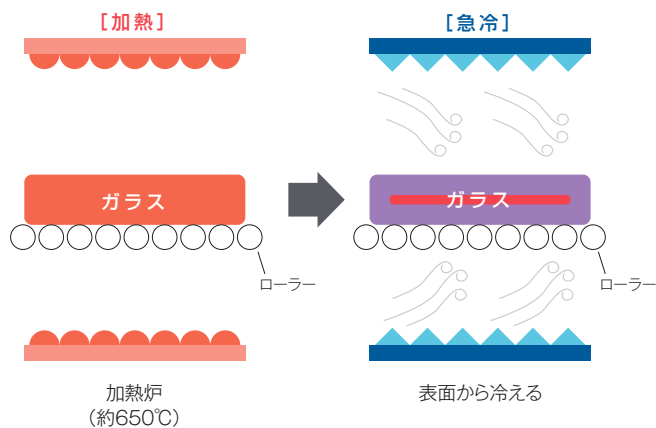 [加熱]
[急冷]
ガラス
ガラス
ローラー
ローラー
加熱炉
(約650℃)
表面から冷える